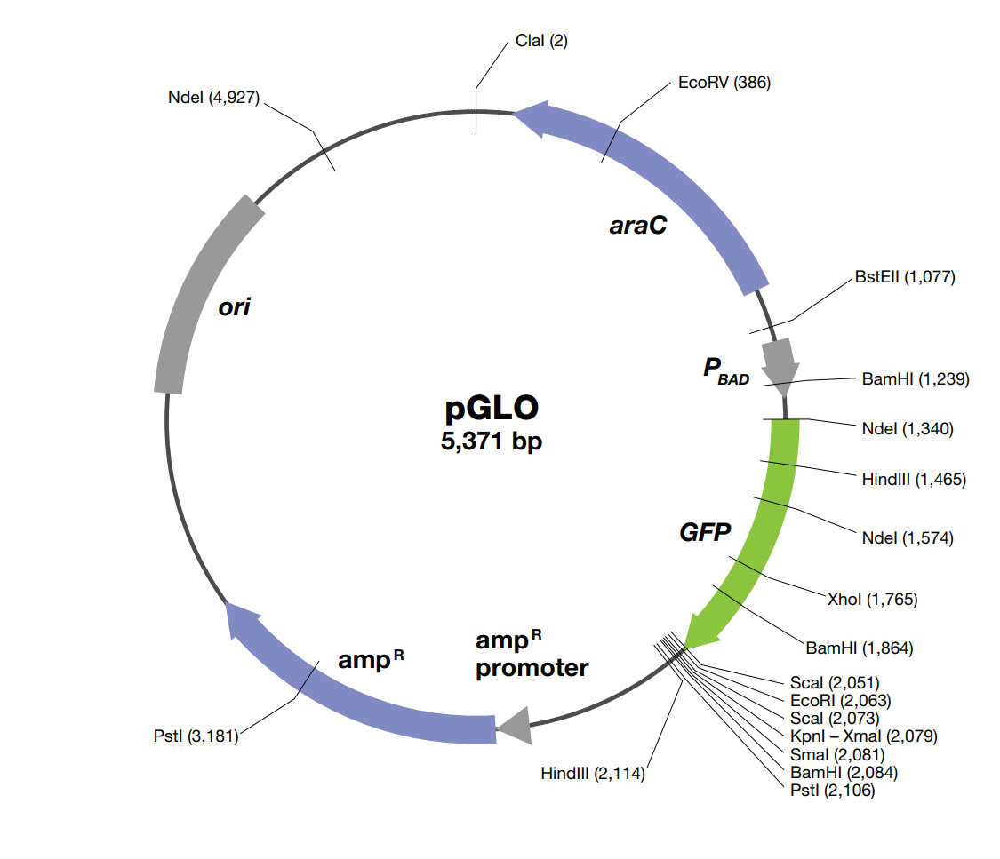 ClaI (2)
EcoRV (386)
NdeI (4,927)
araC
BstEII (1,077)
ori
P BAD
BamHI (1,239)
pGLO
5,371 bp
NdeI (1,340)
HindIII (1,465)
GFP
NdeI (1,574)
XhoI (1,765)
BamHI (1,864)
amp R
promoter
amp R
ScaI (2,051)
EcoRI (2,063)
ScaI (2,073)
KpnI – XmaI (2,079)
SmaI (2,081)
BamHI (2,084)
PstI (2,106)
PstI (3,181)
HindIII (2,114)